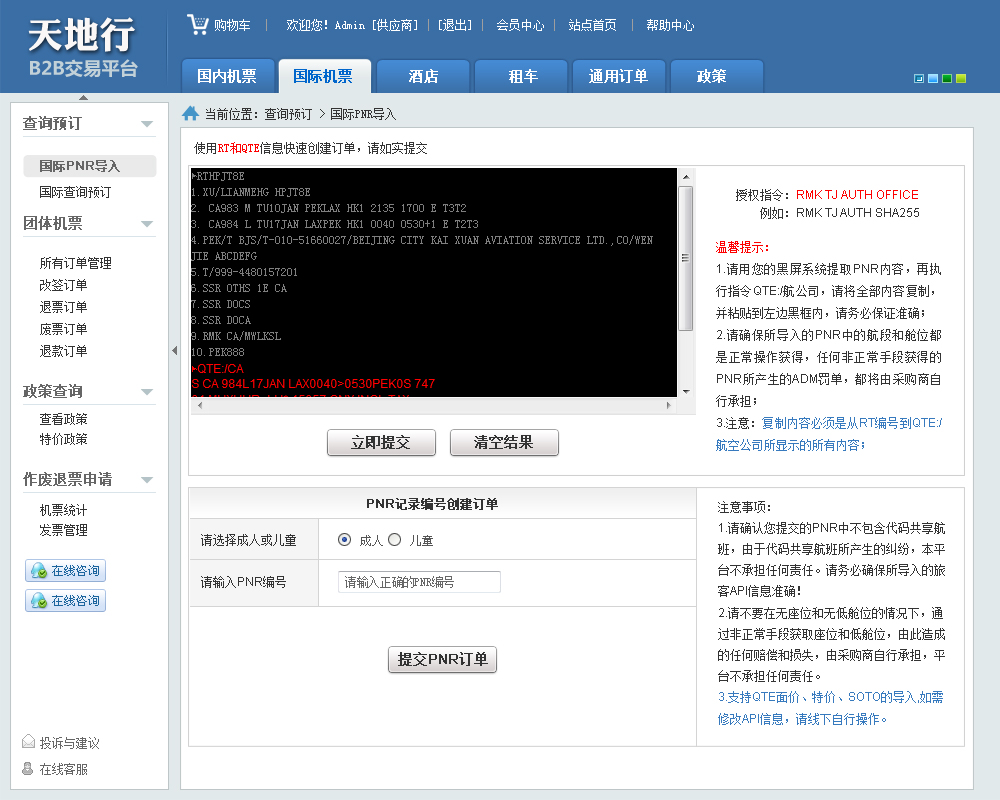 天地行
B2B交易平台
购物车
欢迎您！Admin [供应商]
[退出]
会员中心
站点首页
帮助中心
国内机票
国际机票
酒店
租车
通用订单
政策
查询预订
国际PNR导入
国际查询预订
团体机票
所有订单管理
改签订单
退票订单
废票订单
退款订单
政策查询
查看政策
特价政策
作废退票申请
机票统计
发票管理
在线咨询
在线咨询
投诉与建议
在线客服
当前位置：查询预订 > 国际PNR导入
使用RT和QTE信息快速创建订单，请如实提交
▶RTHPJT8E
1.XU/LIANMEHG HPJT8E
2. CA983 M TU10JAN PEKLAX HK1 2135 1700 E T3T2
3. CA984 L TU17JAN LAXPEK HK1 0040 0530+1 E T2T3
4.PEK/T BJS/T-010-51660027/BEIJING CITY KAI XUAN AVIATION SERVICE LTD.,CO/WEN
JIE ABCDEFG
5.T/999-4480157201
6.SSR OTHS 1E CA
7.SSR DOCS
8.SSR DOCA
9.RMK CA/MWLKSL
10.PEK888
▶QTE:/CA
S CA 984L17JAN LAX0040>0530PEK0S 747
立即提交
清空结果
授权指令：RMK TJ AUTH OFFICE
例如：RMK TJ AUTH SHA255
温馨提示：
1.请用您的黑屏系统提取PNR内容，再执
行指令QTE:/航公司，请将全部内容复制，
并粘贴到左边黑框内，请务必保证准确；
2.请确保所导入的PNR中的航段和舱位都
是正常操作获得，任何非正常手段获得的
PNR所产生的ADM罚单，都将由采购商自
行承担；
3.注意：复制内容必须是从RT编号到QTE:/
航空公司所显示的所有内容；
PNR记录编号创建订单
请选择成人或儿童
成人
儿童
请输入PNR编号
请输入正确的PNR编号
提交PNR订单
注意事项：
1.请确认您提交的PNR中不包含代码共享航
班，由于代码共享航班所产生的纠纷，本平
台不承担任何责任。请务必确保所导入的旅
客API信息准确！
2.请不要在无座位和无低舱位的情况下，通
过非正常手段获取座位和低舱位，由此造成
的任何赔偿和损失，由采购商自行承担，平
台不承担任何责任。
3.支持QTE面价、特价、SOTO的导入,如需
修改API信息，请线下自行操作。